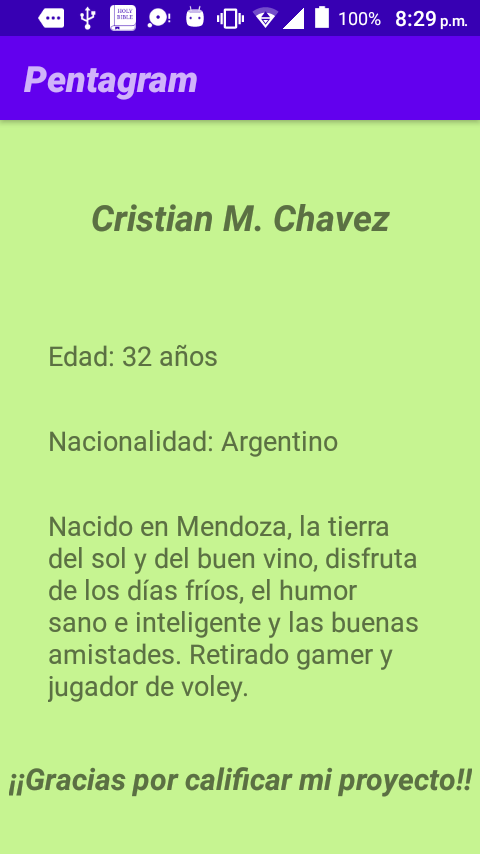 HOLY
BIBLE
100% 8:29 p.m.
Pentagram
Cristian M. Chavez
Edad: 32 años
Nacionalidad: Argentino
Nacido en Mendoza, la tierra
del sol y del buen vino, disfruta
de los días fríos, el humor
sano e inteligente y las buenas
amistades. Retirado gamer y
jugador de voley.
¡¡Gracias por calificar mi proyecto!!